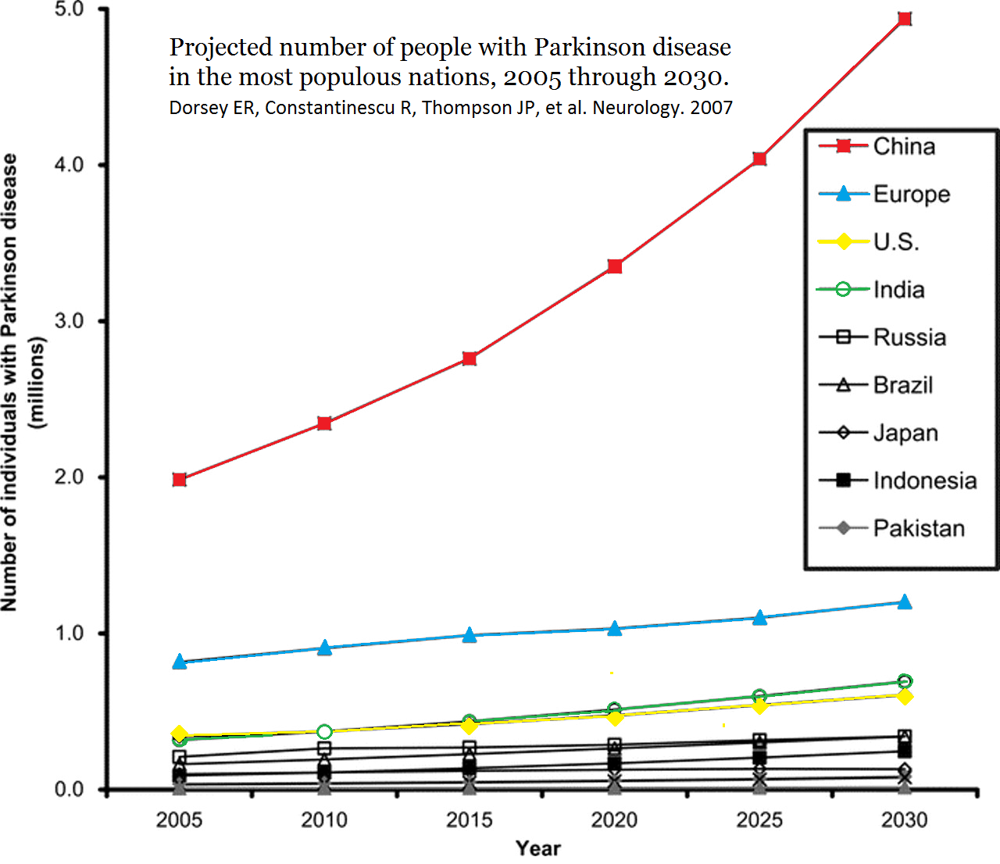 Projected number of people with Parkinson disease
in the most populous nations, 2005 through 2030.
Dorsey ER, Constantinescu R, Thompson JP, et al. Neurology. 2007
Number of individuals with Parkinson disease
(millions)
5.0
4.0
3.0
2.0
1.0
0.0
China
Europe
U.S.
India
Russia
Brazil
Japan
Indonesia
Pakistan
2005 2010 2015 2020 2025 2030
Year